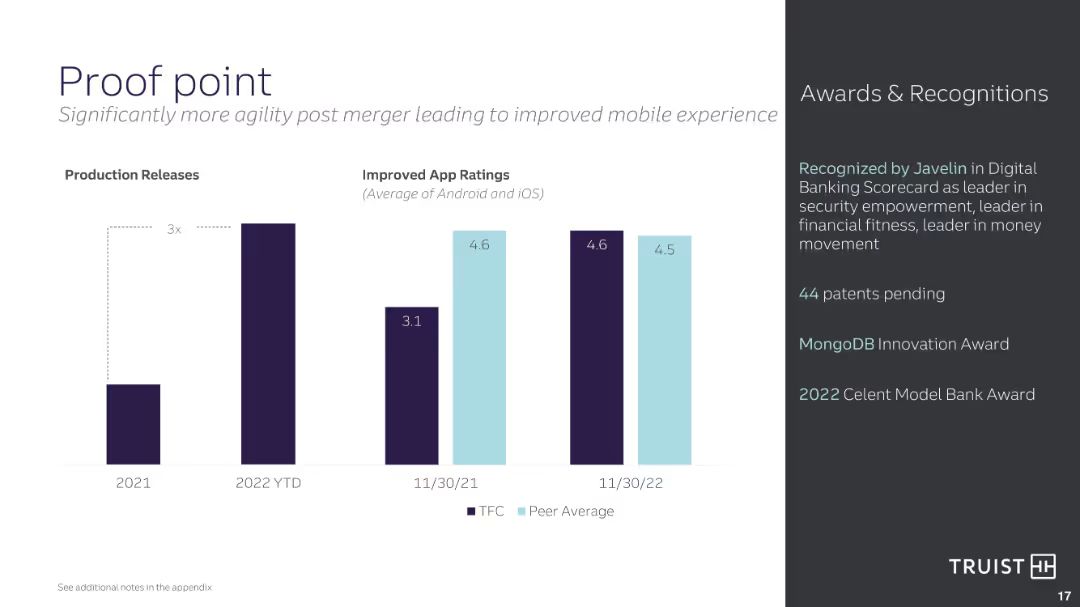 Proof point
Significantly more agility post merger leading to improved mobile experience
Production Releases
3x
2021
2022 YTD
Improved App Ratings
(Average of Android and iOS)
3.1
4.6
4.6
4.5
11/30/21
11/30/22
TFC
Peer Average
See additional notes in the appendix
Awards & Recognitions
Recognized by Javelin in Digital
Banking Scorecard as leader in
security empowerment, leader in
financial fitness, leader in money
movement
44 patents pending
MongoDB Innovation Award
2022 Celent Model Bank Award
TRUIST
17